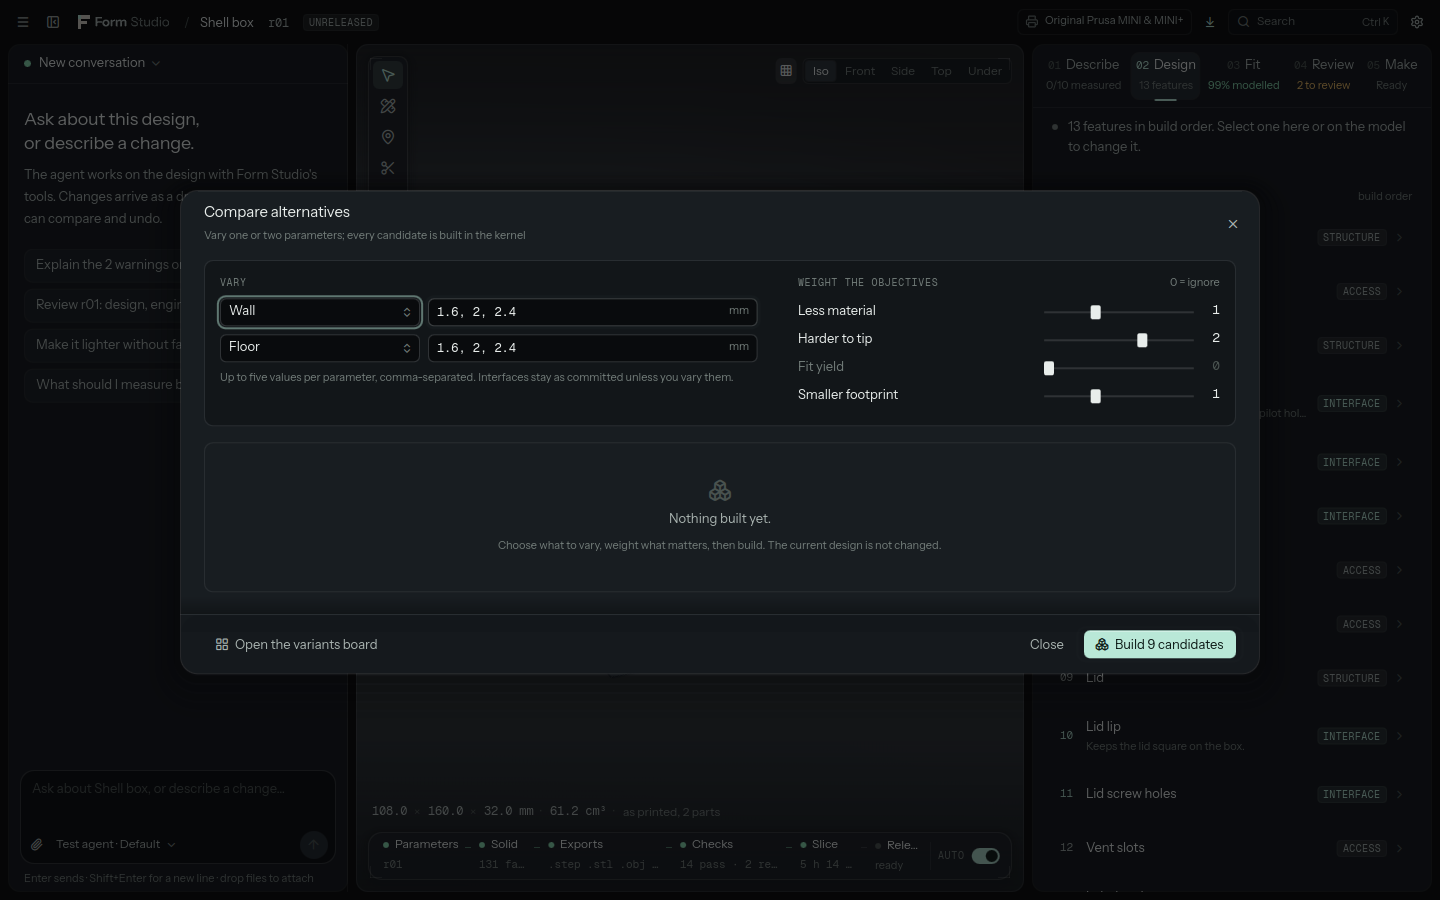 Form Studio / Shell box r01 UNRELEASED
Original Prusa MINI & MINI+
Search Ctrl K
New conversation
Ask about this design,
or describe a change.
The agent works on the design with Form Studio's
tools. Changes arrive as a
can compare and undo.
Explain the 2 warnings
Review r01: design,
Make it lighter without
What should I measure
Iso Front Side Top Under
01 Describe 02 Design 03 Fit 04 Review 05 Make
0/10 measured 13 features 99% modelled 2 to review Ready
13 features in build order. Select one here or on the model
to change it.
build order
STRUCTURE
ACCESS
STRUCTURE
pilot hol... INTERFACE
INTERFACE
INTERFACE
ACCESS
ACCESS
Compare alternatives
Vary one or two parameters; every candidate is built in the kernel
VARY
Wall 1.6, 2, 2.4 mm
Floor 1.6, 2, 2.4 mm
Up to five values per parameter, comma-separated. Interfaces stay as committed unless you vary them.
WEIGHT THE OBJECTIVES 0 = ignore
Less material 1
Harder to tip 2
Fit yield 0
Smaller footprint 1
Nothing built yet.
Choose what to vary, weight what matters, then build. The current design is not changed.
Open the variants board
Close
Build 9 candidates
09 Lid STRUCTURE
10 Lid lip INTERFACE
Keeps the lid square on the box.
11 Lid screw holes INTERFACE
12 Vent slots ACCESS
108.0 × 160.0 × 32.0 mm · 61.2 cm³ · as printed, 2 parts
Parameters Solid Exports Checks Slice Rele...
r01 131 fa... .step .stl .obj ... 14 pass · 2 re... 5 h 14 ... ready
AUTO
Ask about Shell box, or describe a change...
Test agent · Default
Enter sends · Shift+Enter for a new line · drop files to attach